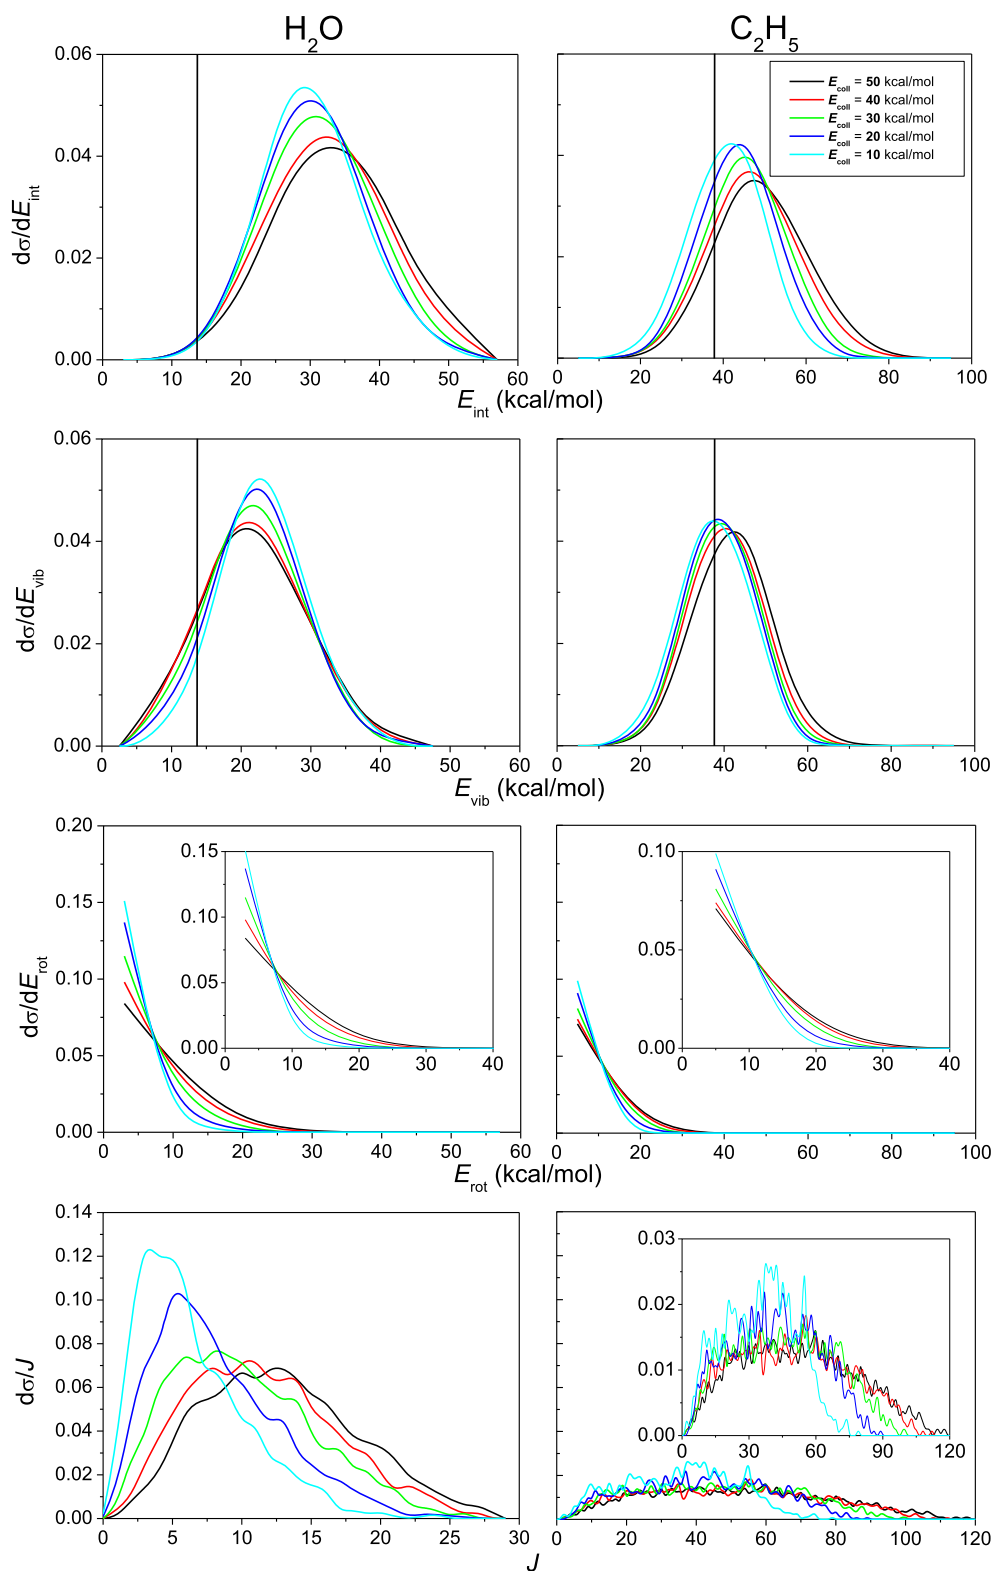 H2O
C2H5
0.06
0.04
0.02
0.00
dσ/dEint
0 10 20 30 40 50 60
Ecoll = 50 kcal/mol
Ecoll = 40 kcal/mol
Ecoll = 30 kcal/mol
Ecoll = 20 kcal/mol
Ecoll = 10 kcal/mol
0 20 40 60 80 100
Eint (kcal/mol)
0.06
0.04
0.02
0.00
dσ/dEvib
0 10 20 30 40 50 60
0 20 40 60 80 100
Evib (kcal/mol)
0.20
0.15
0.10
0.05
0.00
dσ/dErot
0.15
0.10
0.05
0.00
0 10 20 30 40
0 10 20 30 40 50 60
0.10
0.05
0.00
0 10 20 30 40
0 20 40 60 80 100
Erot (kcal/mol)
0.14
0.12
0.10
0.08
0.06
0.04
0.02
0.00
dσ/J
0 5 10 15 20 25 30
0.03
0.02
0.01
0.00
0 30 60 90 120
0 20 40 60 80 100 120
J